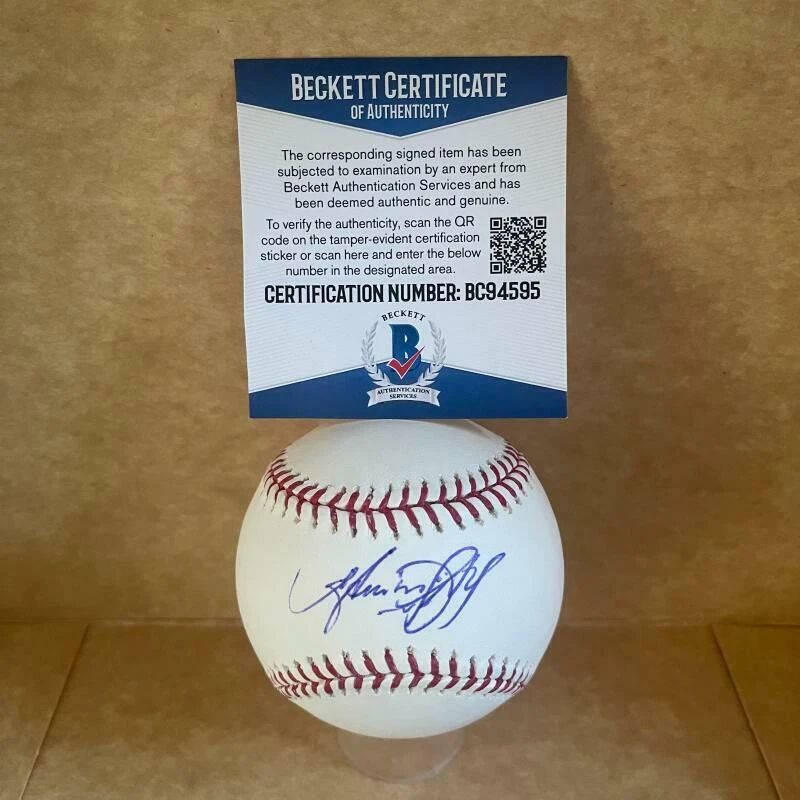 BECKETT CERTIFICATE
OF AUTHENTICITY
The corresponding signed item has been
subjected to examination by an expert from
Beckett Authentication Services and has
been deemed authentic and genuine.
To verify the authenticity, scan the QR
code on the tamper-evident certification
sticker or scan here and enter the below
number in the designated area.
CERTIFICATION NUMBER: BC94595
BECKETT
B
AUTHENTICATION
SERVICES